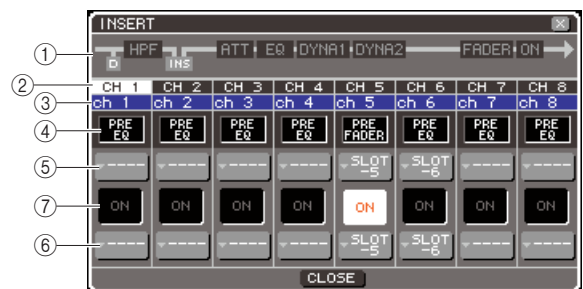 INSERT
① HPF ATT EQ DYNA1 DYNA2 FADER ON
D INS
② CH 1 CH 2 CH 3 CH 4 CH 5 CH 6 CH 7 CH 8
③ ch 1 ch 2 ch 3 ch 4 ch 5 ch 6 ch 7 ch 8
④ PRE EQ PRE EQ PRE EQ PRE EQ PRE FADER PRE EQ PRE EQ PRE EQ
⑤ ---- ---- ---- ---- SLOT -5 SLOT -6 ---- ----
⑦ ON ON ON ON ON ON ON ON
⑥ ---- ---- ---- ---- SLOT -5 SLOT -6 ---- ----
CLOSE